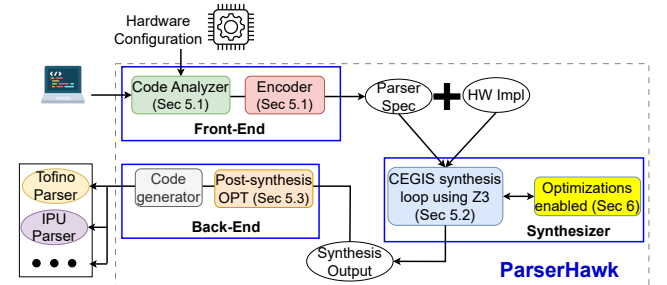 Hardware
Configuration
Code Analyzer
(Sec 5.1)
Encoder
(Sec 5.1)
Front-End
Parser
Spec
HW Impl
Tofino
Parser
IPU
Parser
Code
generator
Post-synthesis
OPT (Sec 5.3)
Back-End
CEGIS synthesis
loop using Z3
(Sec 5.2)
Optimizations
enabled (Sec 6)
Synthesizer
Synthesis
Output
ParserHawk